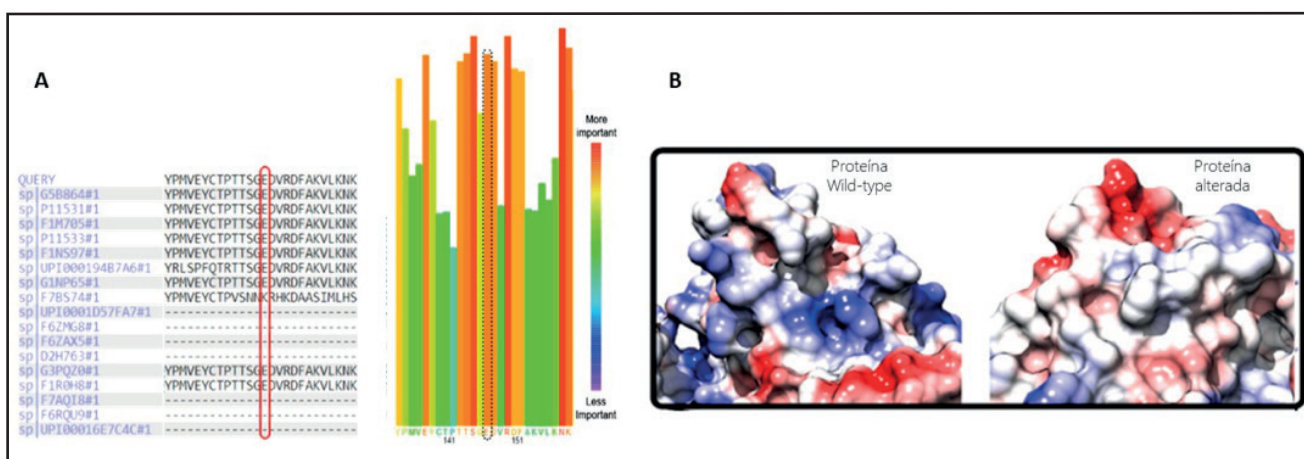 A
QUERY YPMVEYCTPTTSGEDVRDFAKVLKNK
sp G5B864#1 YPMVEYCTPTTSGEDVRDFAKVLKNK
sp P11531#1 YPMVEYCTPTTSGEDVRDFAKVLKNK
sp F1M705#1 YPMVEYCTPTTSGEDVRDFAKVLKNK
sp P11533#1 YPMVEYCTPTTSGEDVRDFAKVLKNK
sp F1NS97#1 YPMVEYCTPTTSGEDVRDFAKVLKNK
sp UPI000194B7A6#1 YRLSPFQTRTTSGEDVRDFAKVLKNK
sp G1NP65#1 YPMVEYCTPTTSGEDVRDFAKVLKNK
sp F7BS74#1 YPMVEYCTPVSNNKRHKDAASIMLHS
sp UPI0001D57FA7#1 --------------------------
sp F6ZMG8#1 --------------------------
sp F6ZAX5#1 --------------------------
sp D2H763#1 --------------------------
sp G3PQZ0#1 YPMVEYCTPTTSGEDVRDFAKVLKNK
sp F1R0H8#1 YPMVEYCTPTTSGEDVRDFAKVLKNK
sp F7AQI8#1 --------------------------
sp F6RQU9#1 --------------------------
sp UPI00016E7C4C#1 --------------------------
More
important
Less
Important
YPMVEYCTPTTSGEDVRDFAKVLKNK
141 151
B
Proteína
Wild-type
Proteína
alterada